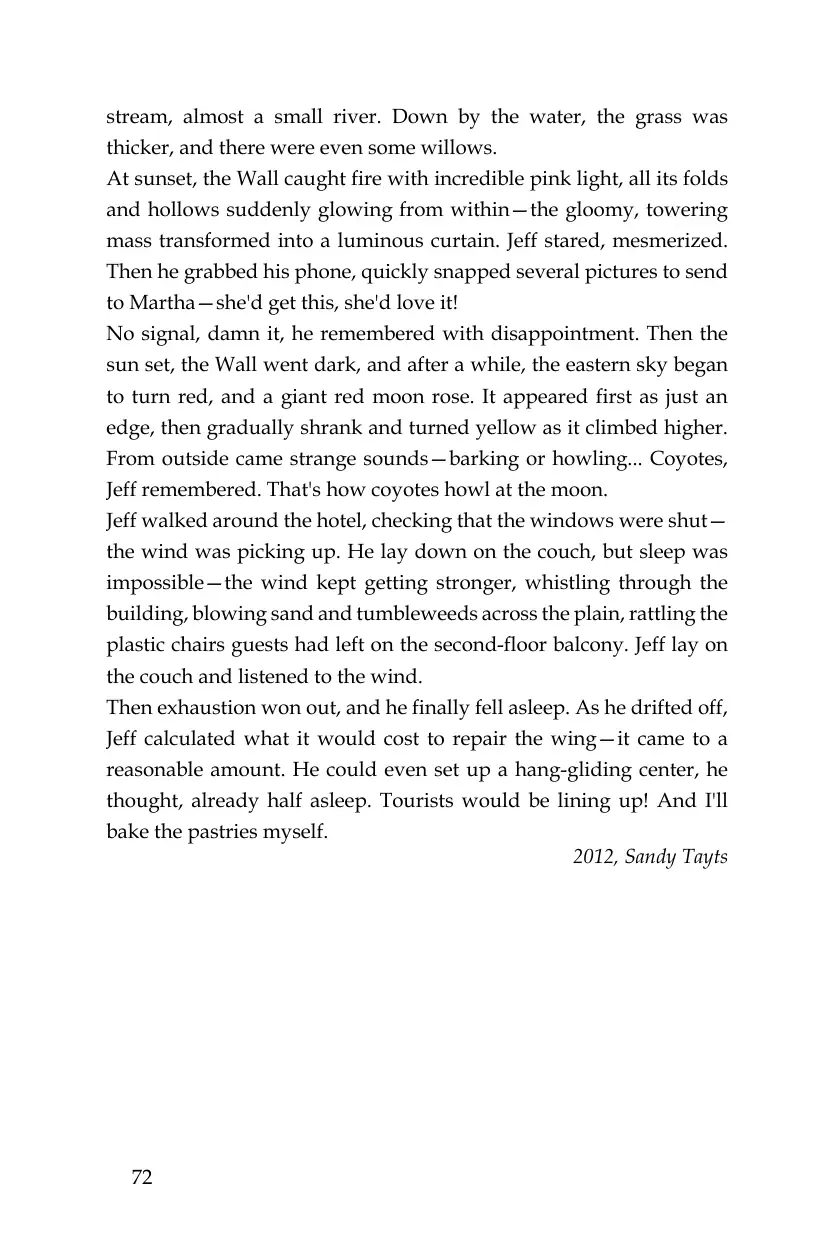 stream, almost a small river. Down by the water, the grass was
thicker, and there were even some willows.
At sunset, the Wall caught fire with incredible pink light, all its folds
and hollows suddenly glowing from within—the gloomy, towering
mass transformed into a luminous curtain. Jeff stared, mesmerized.
Then he grabbed his phone, quickly snapped several pictures to send
to Martha—she'd get this, she'd love it!
No signal, damn it, he remembered with disappointment. Then the
sun set, the Wall went dark, and after a while, the eastern sky began
to turn red, and a giant red moon rose. It appeared first as just an
edge, then gradually shrank and turned yellow as it climbed higher.
From outside came strange sounds—barking or howling... Coyotes,
Jeff remembered. That's how coyotes howl at the moon.
Jeff walked around the hotel, checking that the windows were shut—
the wind was picking up. He lay down on the couch, but sleep was
impossible—the wind kept getting stronger, whistling through the
building, blowing sand and tumbleweeds across the plain, rattling the
plastic chairs guests had left on the second-floor balcony. Jeff lay on
the couch and listened to the wind.
Then exhaustion won out, and he finally fell asleep. As he drifted off,
Jeff calculated what it would cost to repair the wing—it came to a
reasonable amount. He could even set up a hang-gliding center, he
thought, already half asleep. Tourists would be lining up! And I'll
bake the pastries myself.
2012, Sandy Tayts
72